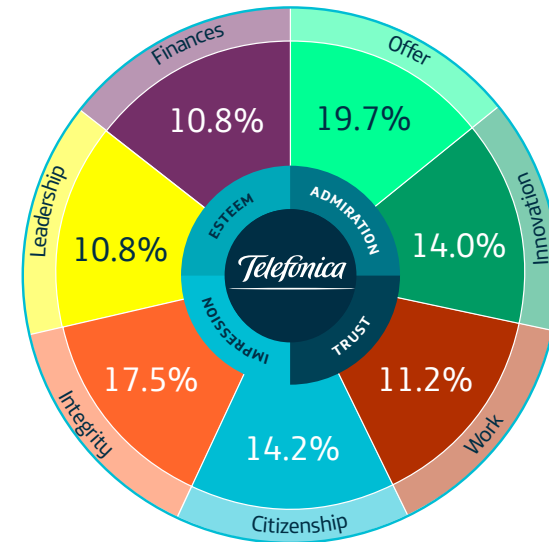 Finances
Offer
10.8%
19.7%
Leadership
Innovation
ESTEEM
ADMIRATION
10.8%
Telefónica
14.0%
IMPRESSION
TRUST
17.5%
11.2%
Integrity
Work
14.2%
Citizenship